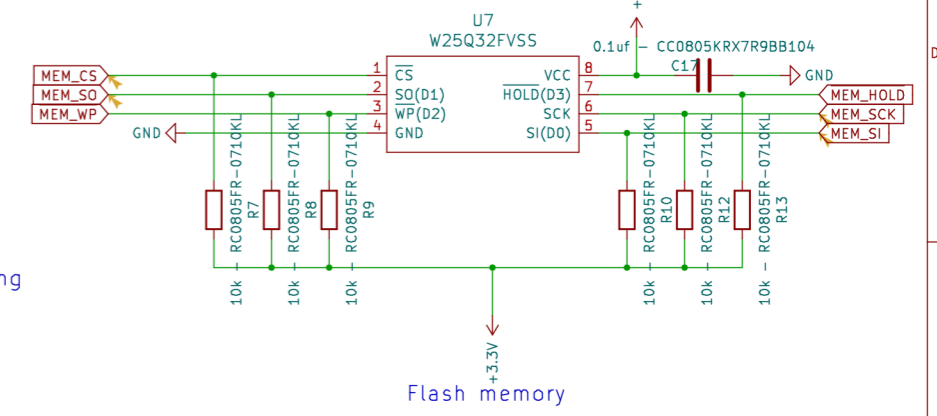 U7
W25Q32FVSS
+
0.1uf - CC0805KRX7R9BB104
C17
MEM_CS
1
CS
VCC
8
GND
MEM_SO
2
SO(D1)
HOLD(D3)
7
MEM_HOLD
MEM_WP
3
WP(D2)
SCK
6
MEM_SCK
GND
4
GND
SI(D0)
5
MEM_SI
R7
10k - RC0805FR-0710KL
R8
10k - RC0805FR-0710KL
R9
10k - RC0805FR-0710KL
R10
10k - RC0805FR-0710KL
R12
10k - RC0805FR-0710KL
R13
10k - RC0805FR-0710KL
ng
+3.3V
Flash memory
D